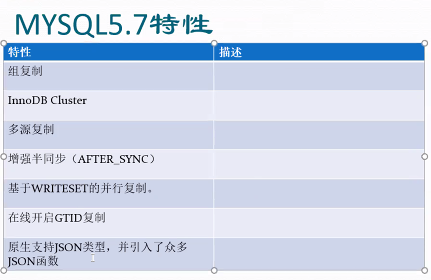 MYSQL5.7特性
特性 描述
组复制
InnoDB Cluster
多源复制
增强半同步（AFTER_SYNC）
基于WRITESET的并行复制。
在线开启GTID复制
原生支持JSON类型，并引入了众多
JSON函数